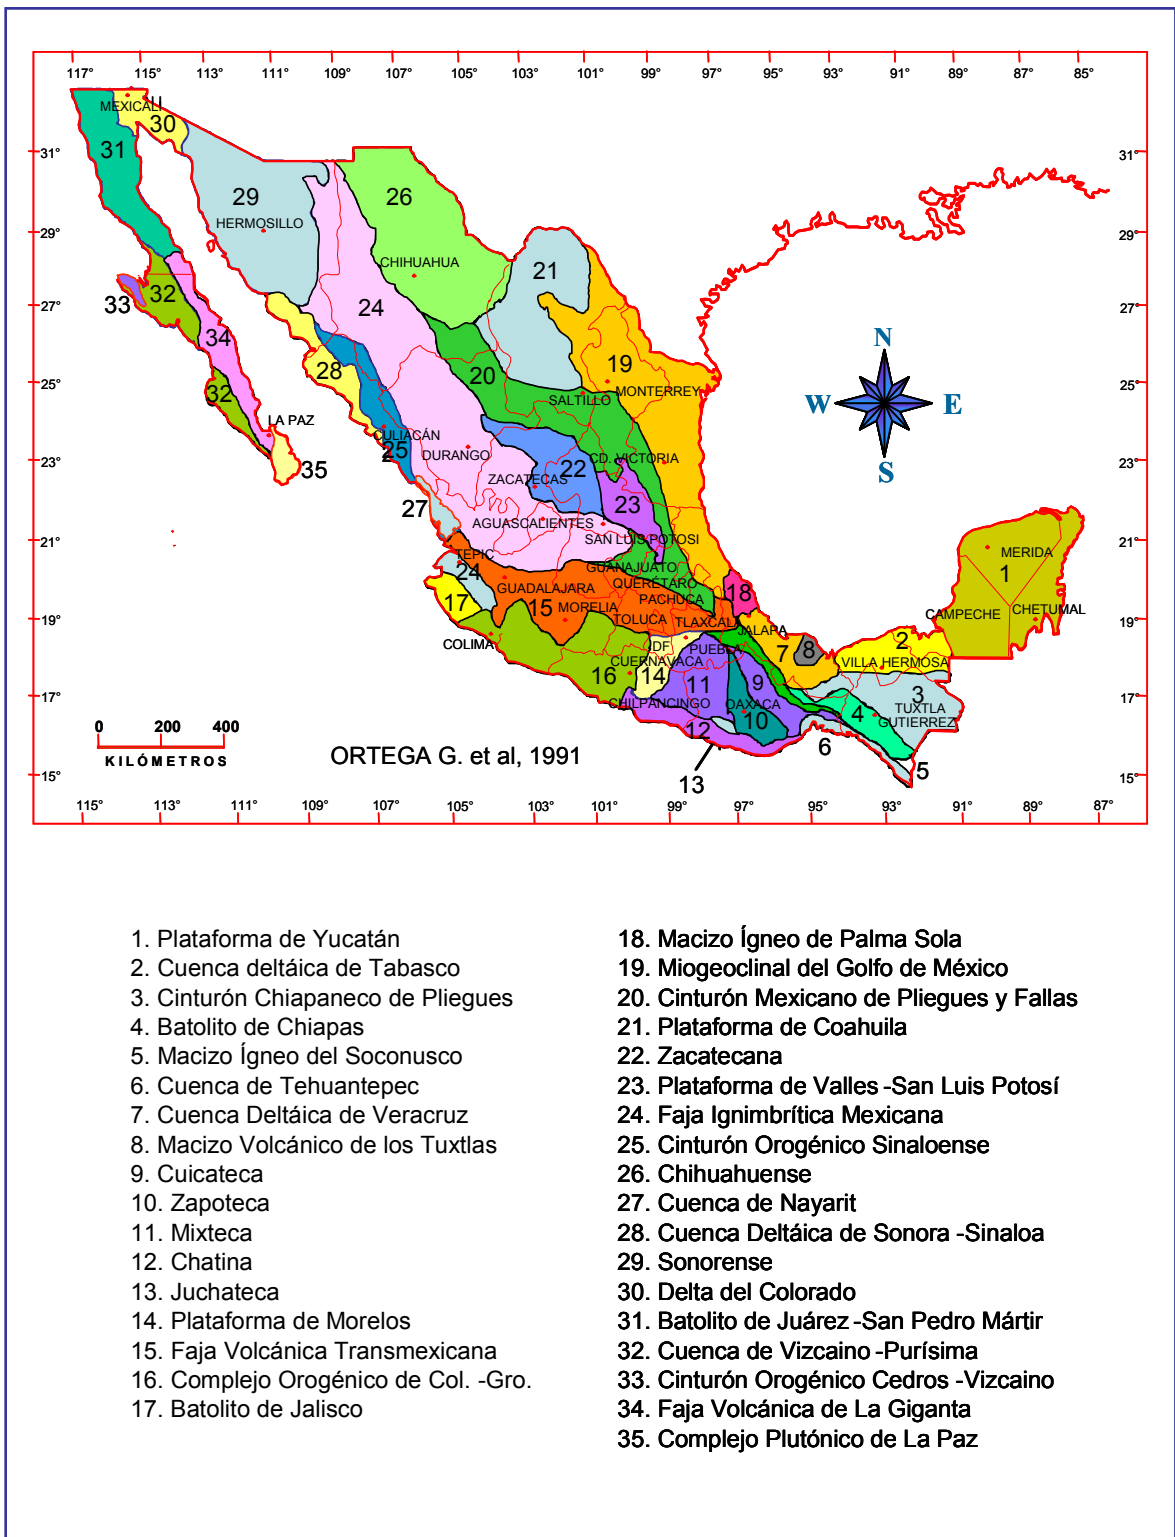 117° 115° 113° 111° 109° 107° 105° 103° 101° 99° 97° 95° 93° 91° 89° 87° 85°
MEXICALI
30
31
31° 31°
29
26
HERMOSILLO
29° 29°
CHIHUAHUA
21
33
32
27° 27°
24
34
N
28
19
20
MONTERREY
25° 25°
32
SALTILLO
W E
LA PAZ
CULIACÁN
25
DURANGO
CD. VICTORIA
S
23° 23°
35
ZACATECAS
22
27
23
AGUASCALIENTES
SAN LUIS POTOSI
21° 21°
MERIDA
TEPIC
24
GUANAJUATO
1
GUADALAJARA
QUERÉTARO
17
15
MORELIA
PACHUCA
18
CAMPECHE
CHETUMAL
19° 19°
TOLUCA
TLAXCALA
JALAPA
COLIMA
DF
PUEBLA
7
8
2
CUERNAVACA
VILLA HERMOSA
16
14
11
9
17° 17°
CHILPANCINGO
OAXACA
3
TUXTLA
GUTIERREZ
4
10
12
0 200 400
KILÓMETROS
ORTEGA G. et al, 1991
6
5
13
15° 15°
115° 113° 111° 109° 107° 105° 103° 101° 99° 97° 95° 93° 91° 89° 87°
1. Plataforma de Yucatán
2. Cuenca deltáica de Tabasco
3. Cinturón Chiapaneco de Pliegues
4. Batolito de Chiapas
5. Macizo Ígneo del Soconusco
6. Cuenca de Tehuantepec
7. Cuenca Deltáica de Veracruz
8. Macizo Volcánico de los Tuxtlas
9. Cuicateca
10. Zapoteca
11. Mixteca
12. Chatina
13. Juchateca
14. Plataforma de Morelos
15. Faja Volcánica Transmexicana
16. Complejo Orogénico de Col. -Gro.
17. Batolito de Jalisco
18. Macizo Ígneo de Palma Sola
19. Miogeoclinal del Golfo de México
20. Cinturón Mexicano de Pliegues y Fallas
21. Plataforma de Coahuila
22. Zacatecana
23. Plataforma de Valles -San Luis Potosí
24. Faja Ignimbrítica Mexicana
25. Cinturón Orogénico Sinaloense
26. Chihuahuense
27. Cuenca de Nayarit
28. Cuenca Deltáica de Sonora -Sinaloa
29. Sonorense
30. Delta del Colorado
31. Batolito de Juárez -San Pedro Mártir
32. Cuenca de Vizcaino -Purísima
33. Cinturón Orogénico Cedros -Vizcaino
34. Faja Volcánica de La Giganta
35. Complejo Plutónico de La Paz